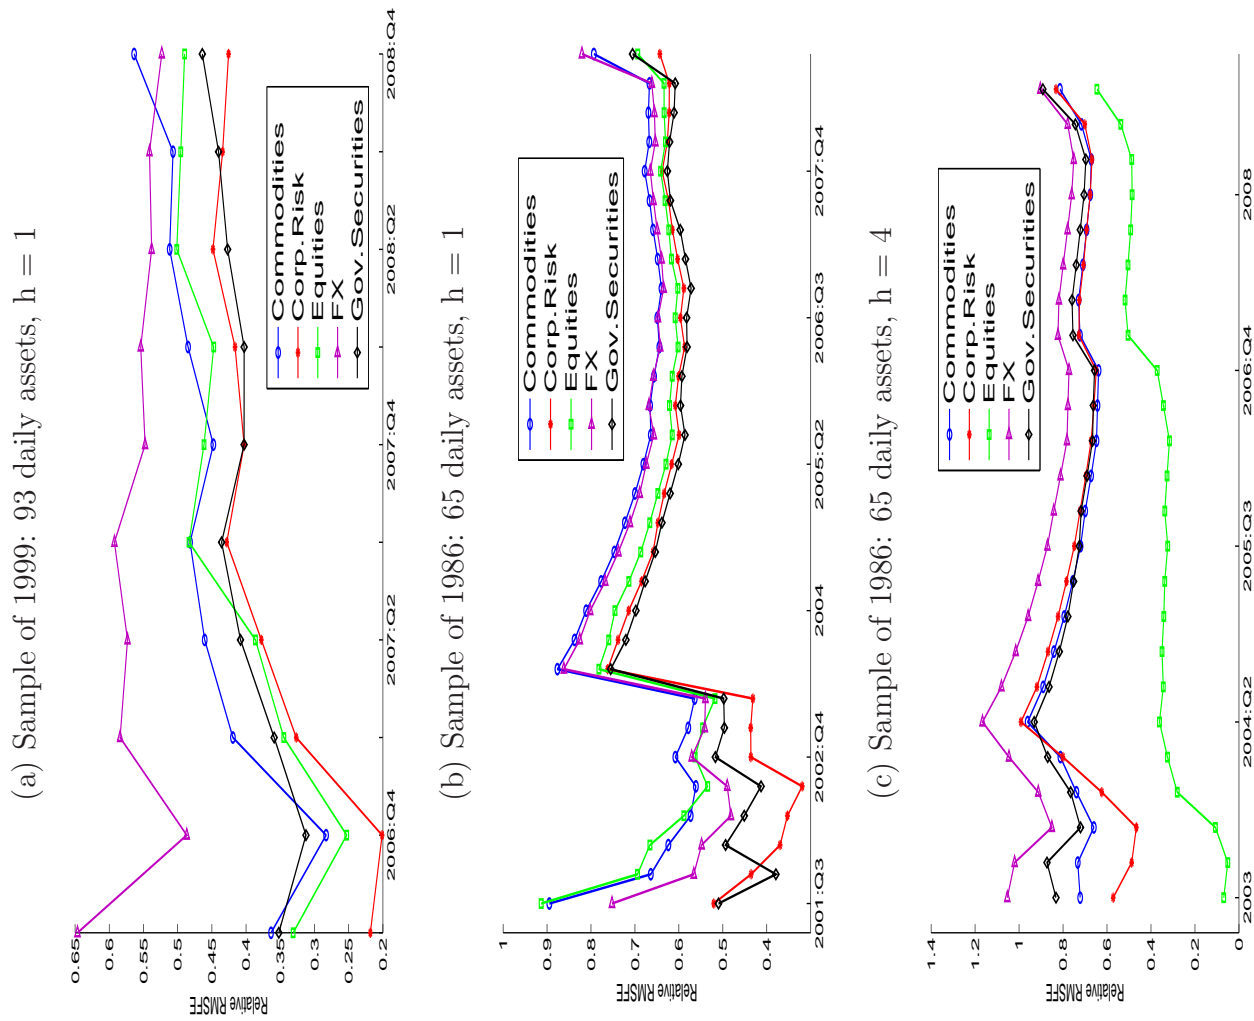 (a) Sample of 1999: 93 daily assets, h = 1
0.65
0.6
0.55
0.5
0.45
0.4
0.35
0.3
0.25
0.2
Relative RMSFE
2006:Q4
2007:Q2
2007:Q4
2008:Q2
2008:Q4
Commodities
Corp.Risk
Equities
FX
Gov.Securities
(b) Sample of 1986: 65 daily assets, h = 1
1
0.9
0.8
0.7
0.6
0.5
0.4
Relative RMSFE
2001:Q3
2002:Q4
2004
2005:Q2
2006:Q3
2007:Q4
Commodities
Corp.Risk
Equities
FX
Gov.Securities
(c) Sample of 1986: 65 daily assets, h = 4
1.4
1.2
1
0.8
0.6
0.4
0.2
0
Relative RMSFE
2003
2004:Q2
2005:Q3
2006:Q4
2008
Commodities
Corp.Risk
Equities
FX
Gov.Securities